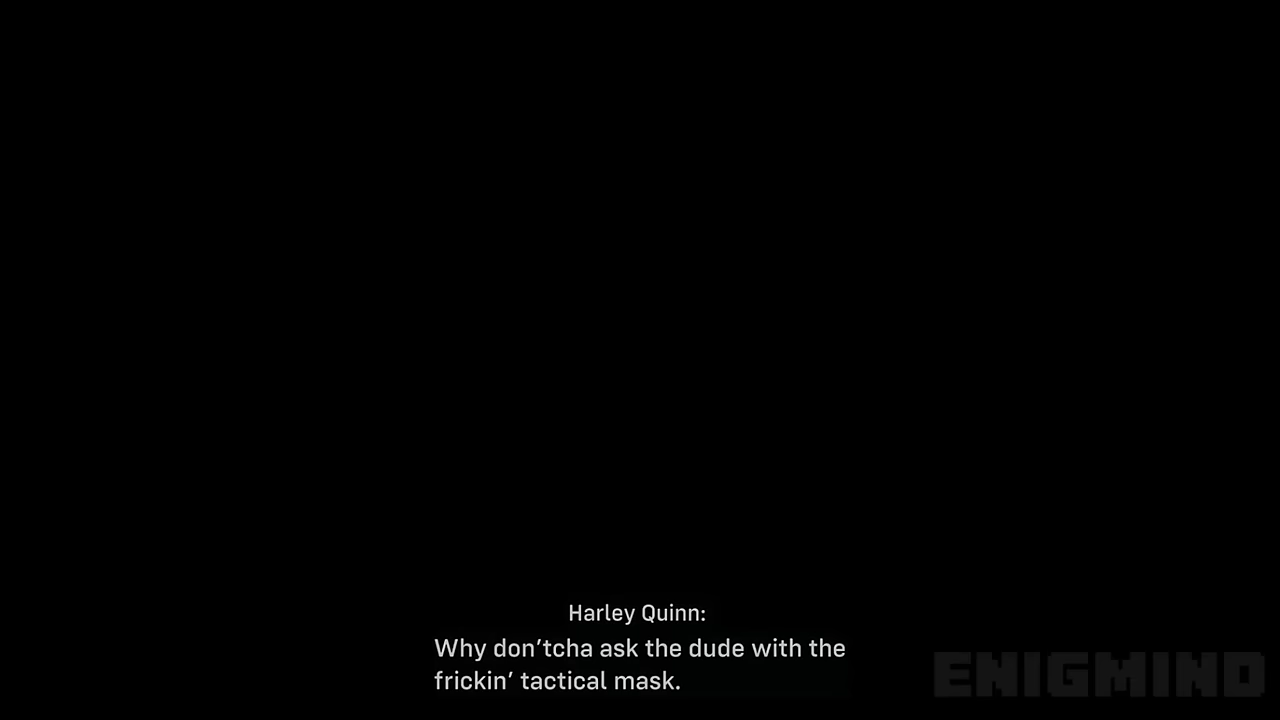 Harley Quinn:
Why don’tcha ask the dude with the
frickin’ tactical mask.
ENIGMIND